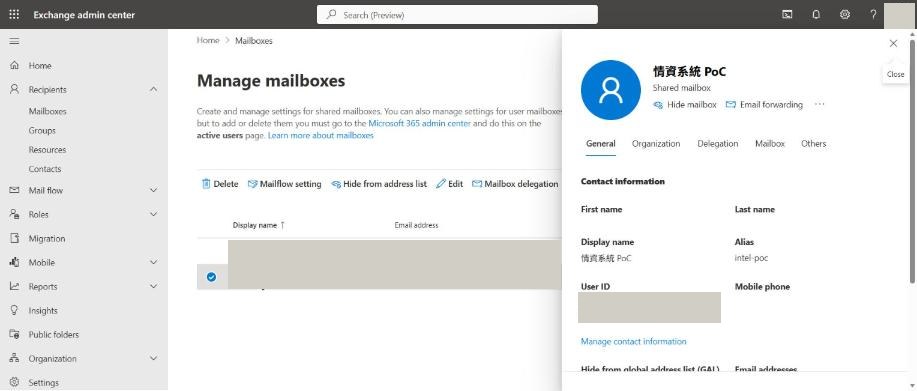 Exchange admin center
Search (Preview)
?
Home
Recipients
Mailboxes
Groups
Resources
Contacts
Mail flow
Roles
Migration
Mobile
Reports
Insights
Public folders
Organization
Settings
Home > Mailboxes
Manage mailboxes
Create and manage settings for shared mailboxes. You can also manage settings for user mailboxes
but to add or delete them you must go to the Microsoft 365 admin center and do this on the
active users page. Learn more about mailboxes
Delete Mailflow setting Hide from address list Edit Mailbox delegation
Display name ↑ Email address
Close
情資系統 PoC
Shared mailbox
Hide mailbox Email forwarding ...
General Organization Delegation Mailbox Others
Contact information
First name Last name
Display name Alias
情資系統 PoC intel-poc
User ID Mobile phone
Manage contact information
Hide from global address list (GAL) Email addresses